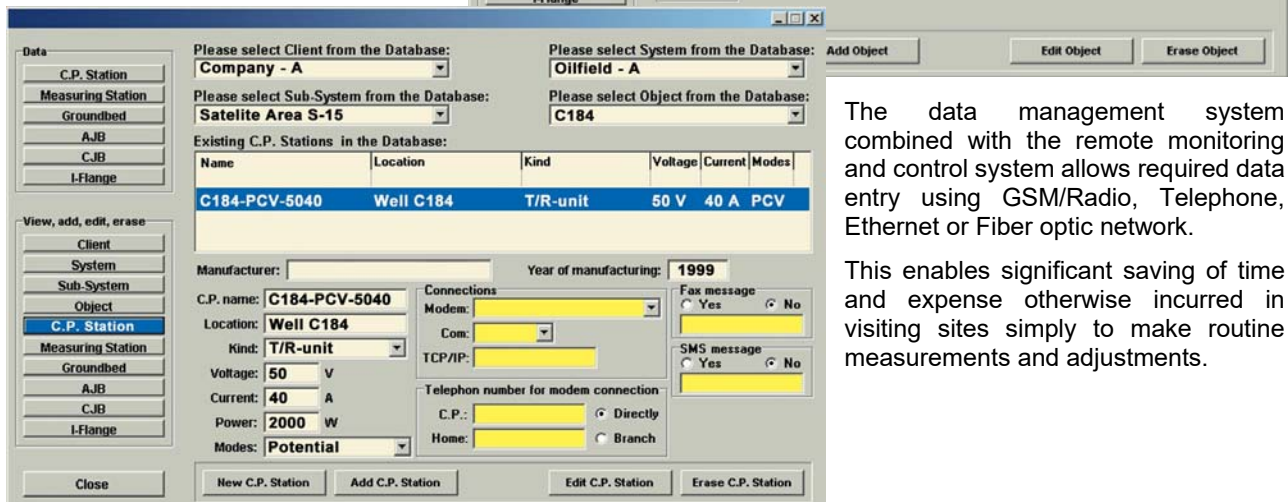 I-Flange
Add Object Edit Object Erase Object
Data
C.P. Station
Measuring Station
Groundbed
AJB
CJB
I-Flange
View, add, edit, erase
Client
System
Sub-System
Object
C.P. Station
Measuring Station
Groundbed
AJB
CJB
I-Flange
Close
Please select Client from the Database: Please select System from the Database:
Company - A Oilfield - A
Please select Sub-System from the Database: Please select Object from the Database:
Satelite Area S-15 C184
Existing C.P. Stations in the Database:
Name Location Kind Voltage Current Modes
C184-PCV-5040 Well C184 T/R-unit 50 V 40 A PCV
Manufacturer: Year of manufacturing: 1999
C.P. name: C184-PCV-5040
Location: Well C184
Kind: T/R-unit
Voltage: 50 V
Current: 40 A
Power: 2000 W
Modes: Potential
Connections
Modem:
Com:
TCP/IP:
Telephon number for modem connection
C.P.: Directly
Home: Branch
Fax message
Yes No
SMS message
Yes No
New C.P. Station Add C.P. Station Edit C.P. Station Erase C.P. Station
The data management system
combined with the remote monitoring
and control system allows required data
entry using GSM/Radio, Telephone,
Ethernet or Fiber optic network.
This enables significant saving of time
and expense otherwise incurred in
visiting sites simply to make routine
measurements and adjustments.